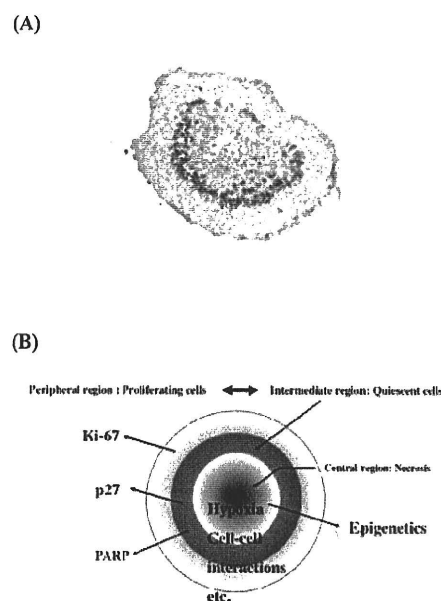 (A)
(B)
Peripheral region : Proliferating cells
Intermediate region: Quiescent cells
Ki-67
Central region: Necrosis
p27
Hypoxia
Epigenetics
Cell-cell
PARP
interactions
etc.